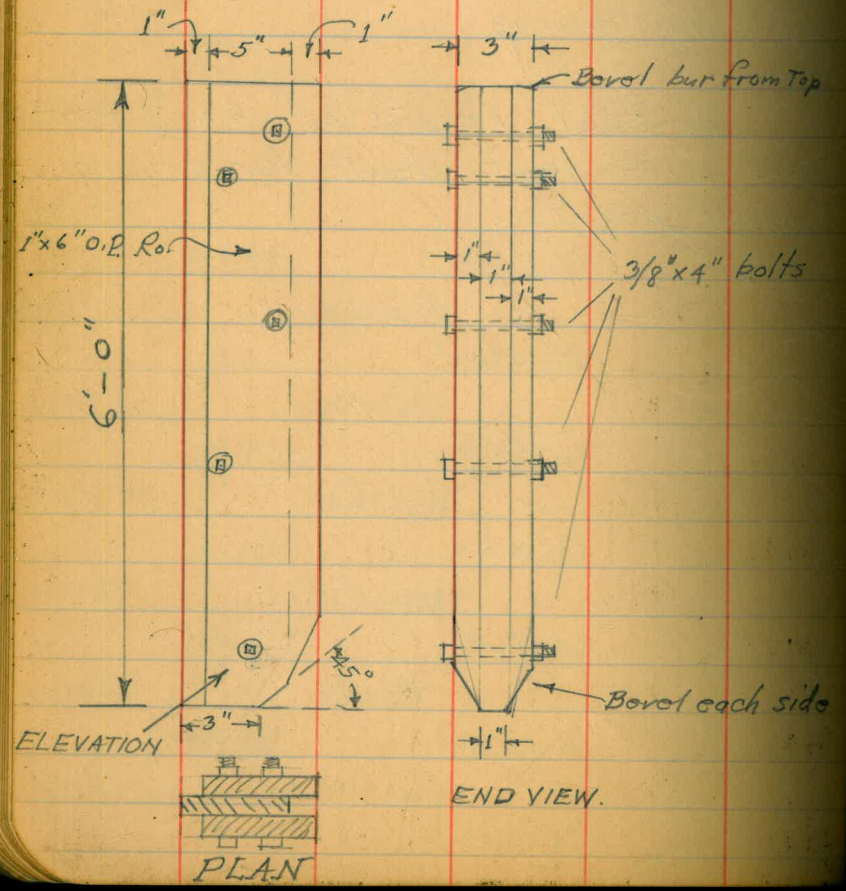 1" 5" 1"
3"
Bevel bur from Top
1"x6" O.P. Ro.
1"
1"
1"
3/8"x4" bolts
6'-0"
45°
3"
Bevel each side
1"
ELEVATION
END VIEW.
PLAN